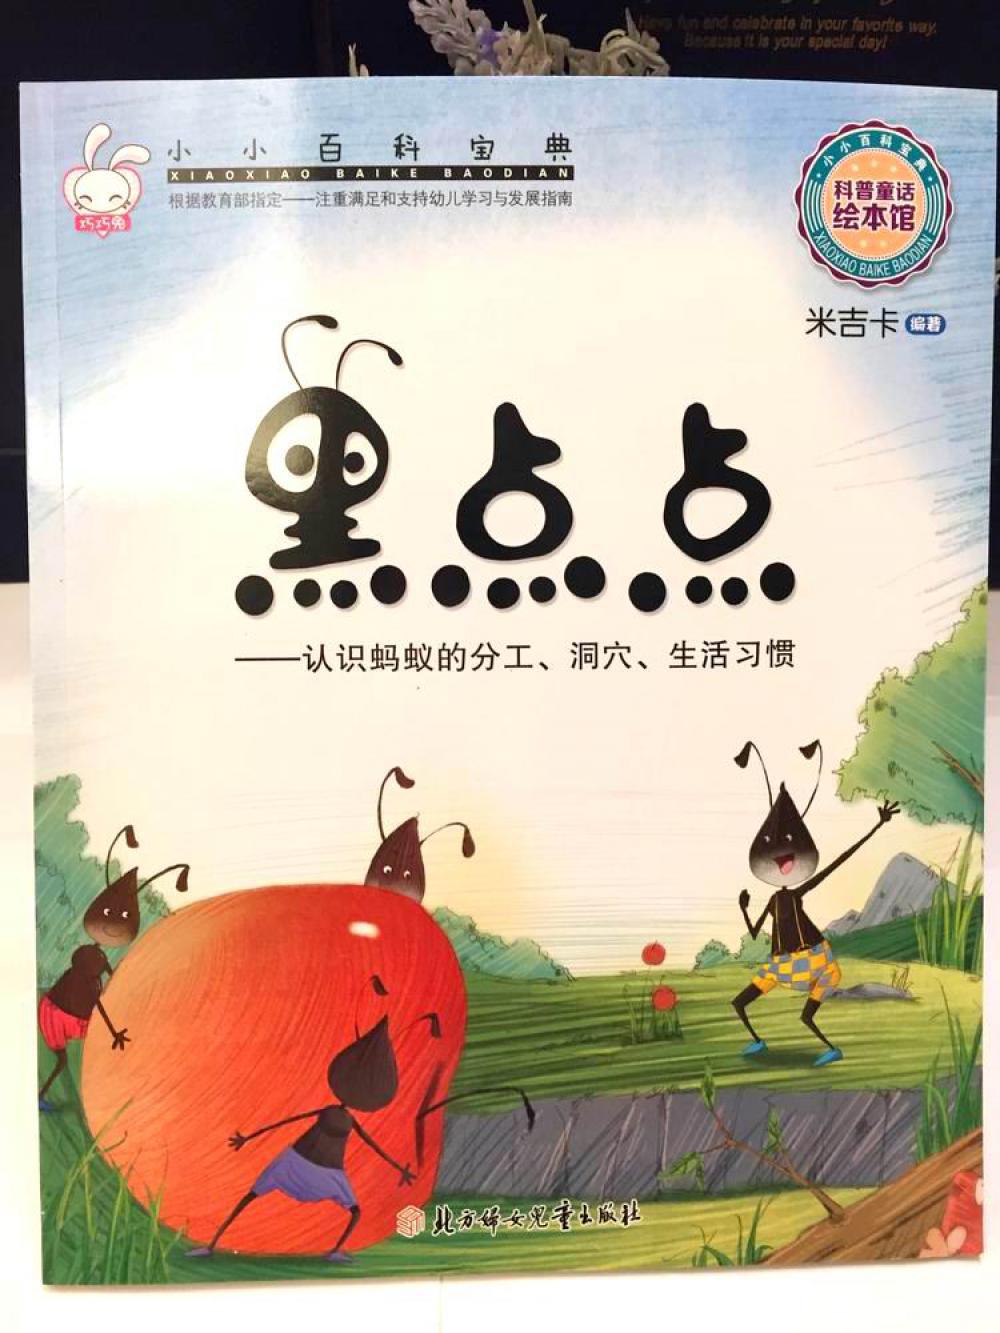 Have fun and celebrate in your favorite way.
Because it is your special day!
小小百科宝典
XIAOXIAO BAIKE BAODIAN
根据教育部指定——注重满足和支持幼儿学习与发展指南
巧巧兔
小小百科宝典
科普童话
绘本馆
XIAOXIAO BAIKE BAODIAN
米吉卡 编著
黑点点
——认识蚂蚁的分工、洞穴、生活习惯
北方婦女児童出版社